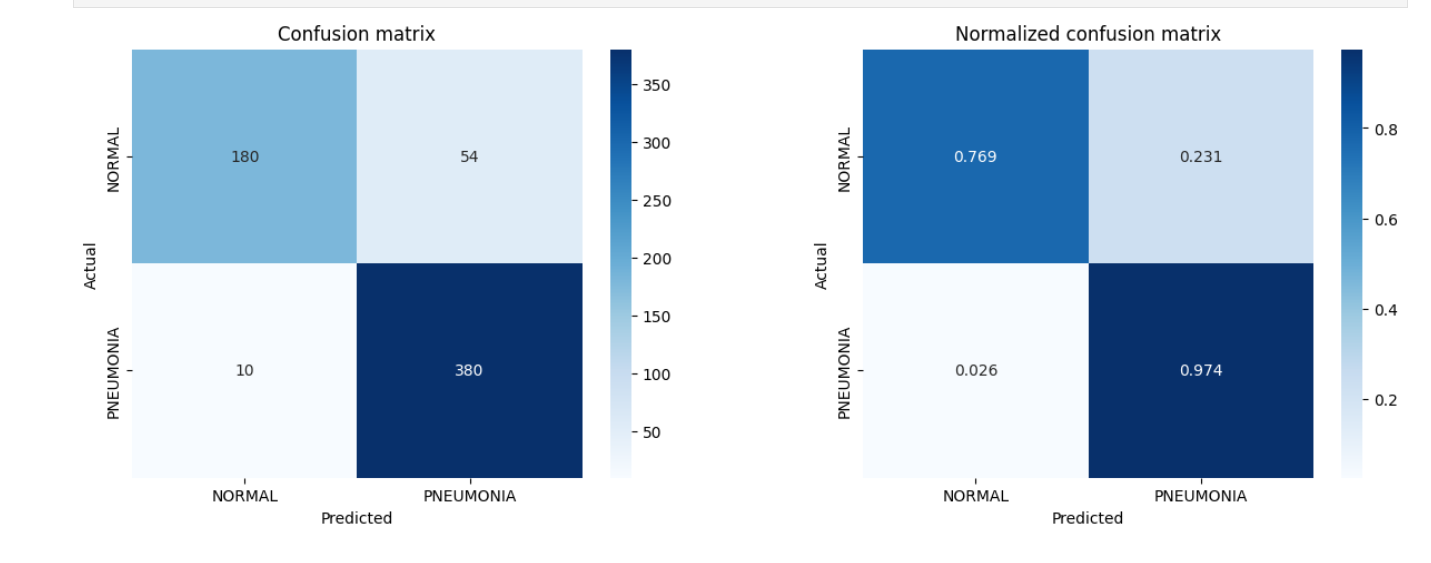 Confusion matrix
NORMAL
180
54
PNEUMONIA
10
380
Actual
NORMAL
PNEUMONIA
Predicted
350
300
250
200
150
100
50
Normalized confusion matrix
NORMAL
0.769
0.231
PNEUMONIA
0.026
0.974
Actual
NORMAL
PNEUMONIA
Predicted
0.8
0.6
0.4
0.2